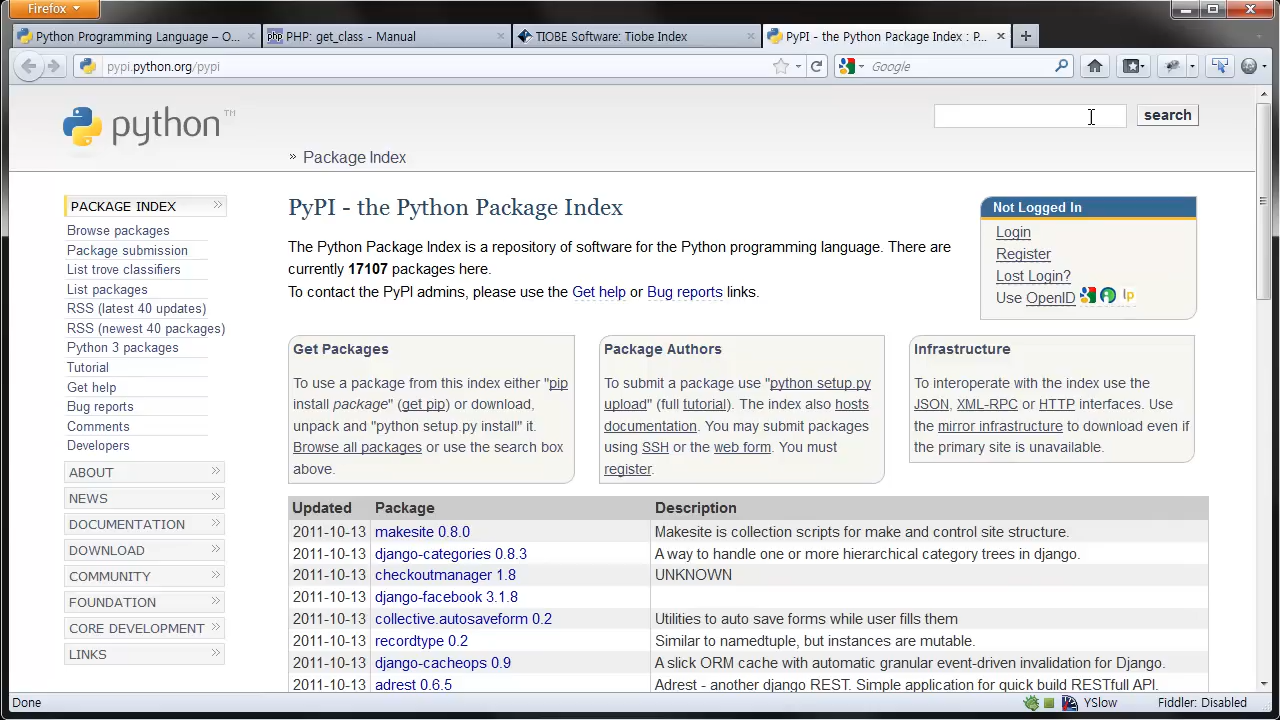 Firefox
Python Programming Language – O...
php PHP: get_class - Manual
TIOBE Software: Tiobe Index
PyPI - the Python Package Index : P...
pypi.python.org/pypi
Google
python TM
search
» Package Index
PACKAGE INDEX »
Browse packages
Package submission
List trove classifiers
List packages
RSS (latest 40 updates)
RSS (newest 40 packages)
Python 3 packages
Tutorial
Get help
Bug reports
Comments
Developers
ABOUT »
NEWS »
DOCUMENTATION »
DOWNLOAD »
COMMUNITY »
FOUNDATION »
CORE DEVELOPMENT »
LINKS »
PyPI - the Python Package Index
The Python Package Index is a repository of software for the Python programming language. There are
currently 17107 packages here.
To contact the PyPI admins, please use the Get help or Bug reports links.
Not Logged In
Login
Register
Lost Login?
Use OpenID lp
Get Packages
To use a package from this index either "pip
install package" (get pip) or download,
unpack and "python setup.py install" it.
Browse all packages or use the search box
above.
Package Authors
To submit a package use "python setup.py
upload" (full tutorial). The index also hosts
documentation. You may submit packages
using SSH or the web form. You must
register.
Infrastructure
To interoperate with the index use the
JSON, XML-RPC or HTTP interfaces. Use
the mirror infrastructure to download even if
the primary site is unavailable.
Updated Package Description
2011-10-13 makesite 0.8.0 Makesite is collection scripts for make and control site structure.
2011-10-13 django-categories 0.8.3 A way to handle one or more hierarchical category trees in django.
2011-10-13 checkoutmanager 1.8 UNKNOWN
2011-10-13 django-facebook 3.1.8
2011-10-13 collective.autosaveform 0.2 Utilities to auto save forms while user fills them
2011-10-13 recordtype 0.2 Similar to namedtuple, but instances are mutable.
2011-10-13 django-cacheops 0.9 A slick ORM cache with automatic granular event-driven invalidation for Django.
2011-10-13 adrest 0.6.5 Adrest - another django REST. Simple application for quick build RESTfull API.
Done
YSlow
Fiddler: Disabled